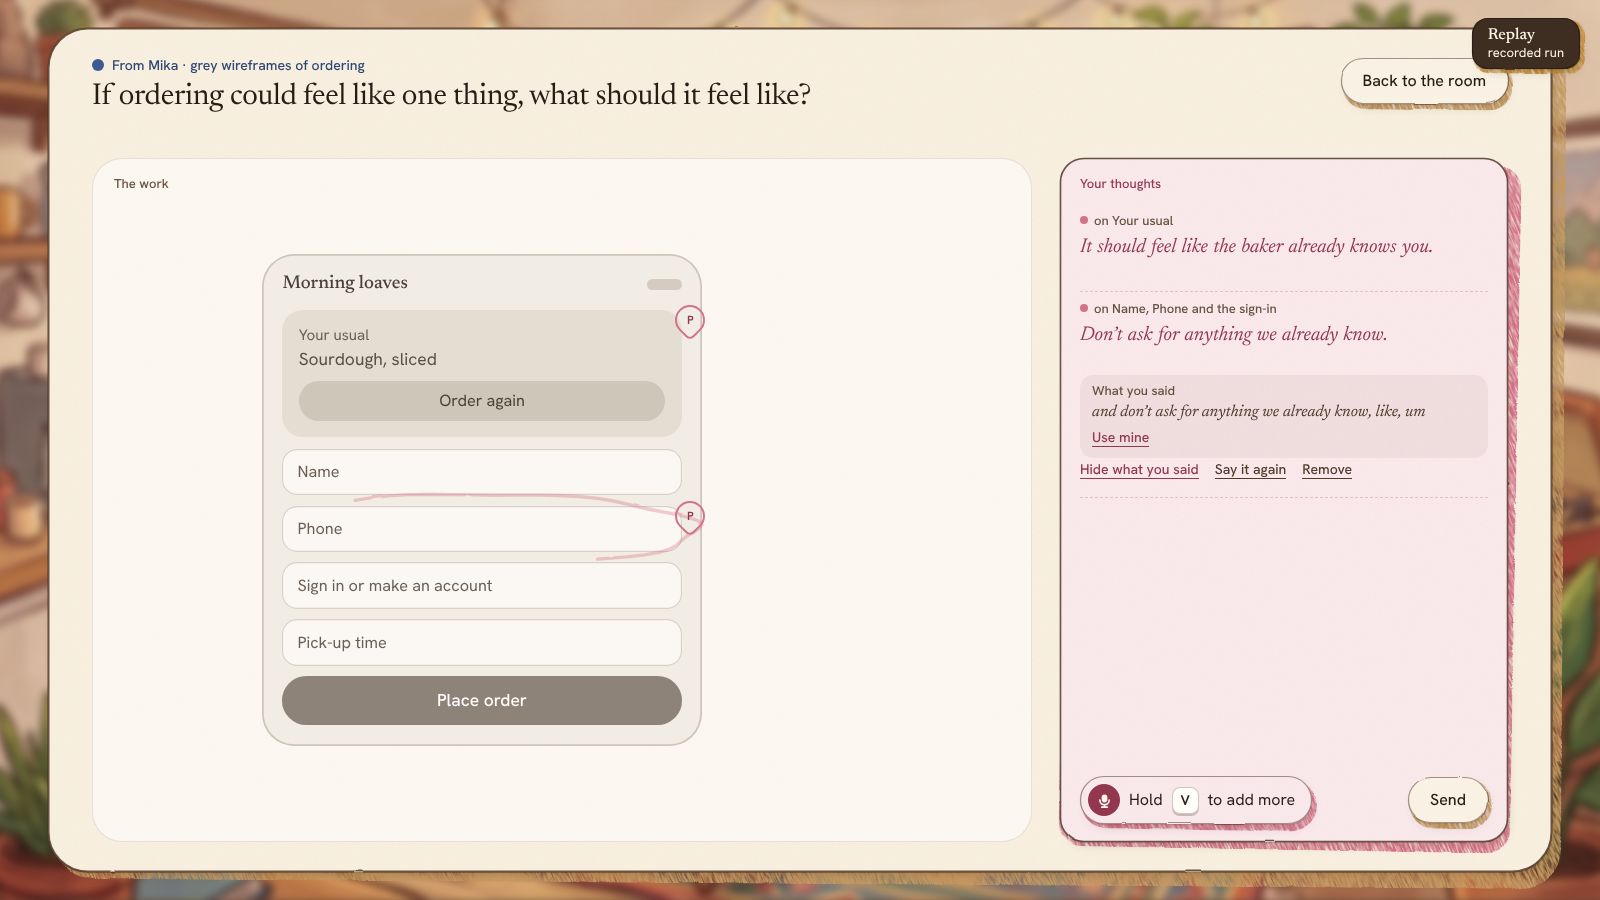 Replay
recorded run
From Mika · grey wireframes of ordering
If ordering could feel like one thing, what should it feel like?
Back to the room
The work
Morning loaves
Your usual
Sourdough, sliced
Order again
P
Name
Phone
P
Sign in or make an account
Pick-up time
Place order
Your thoughts
on Your usual
It should feel like the baker already knows you.
on Name, Phone and the sign-in
Don’t ask for anything we already know.
What you said
and don’t ask for anything we already know, like, um
Use mine
Hide what you said Say it again Remove
Hold V to add more
Send